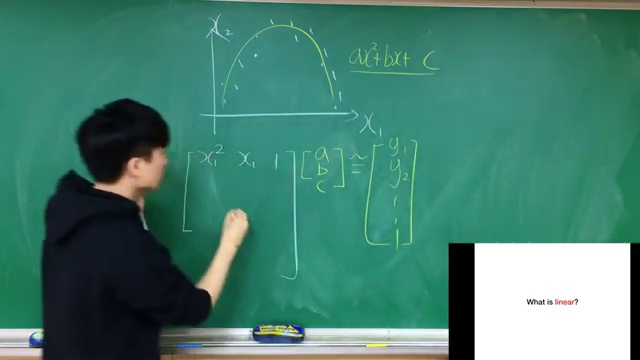 x₂
ax²+bx+ c
x₁
x₁² x₁ 1
a
b
c
≅
y₁
y₂
What is linear?